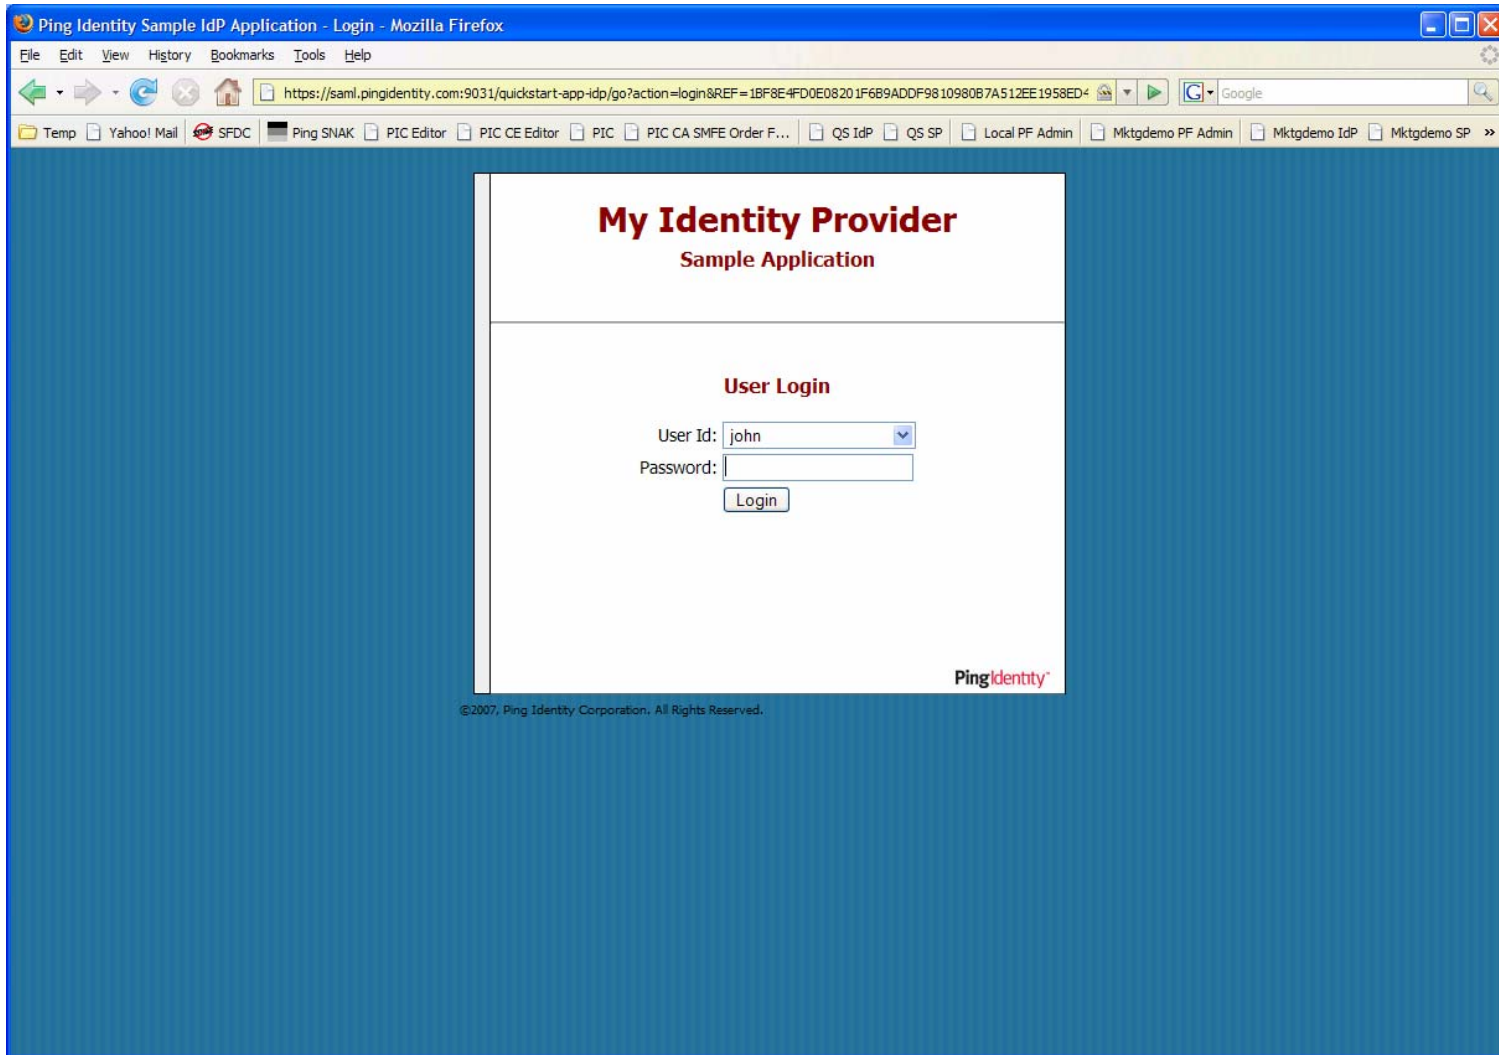 Ping Identity Sample IdP Application - Login - Mozilla Firefox
File Edit View History Bookmarks Tools Help
https://saml.pingidentity.com:9031/quickstart-app-idp/go?action=login&REF=1BF8E4FD0E08201F6B9ADDF9810980B7A512EE1958ED4 G Google
Temp Yahoo! Mail SFDC Ping SNAK PIC Editor PIC CE Editor PIC PIC CA SMFE Order F... QS IdP QS SP Local PF Admin Mktgdemo PF Admin Mktgdemo IdP Mktgdemo SP »
My Identity Provider
Sample Application
User Login
User Id: john
Password:
Login
PingIdentity™
©2007, Ping Identity Corporation. All Rights Reserved.